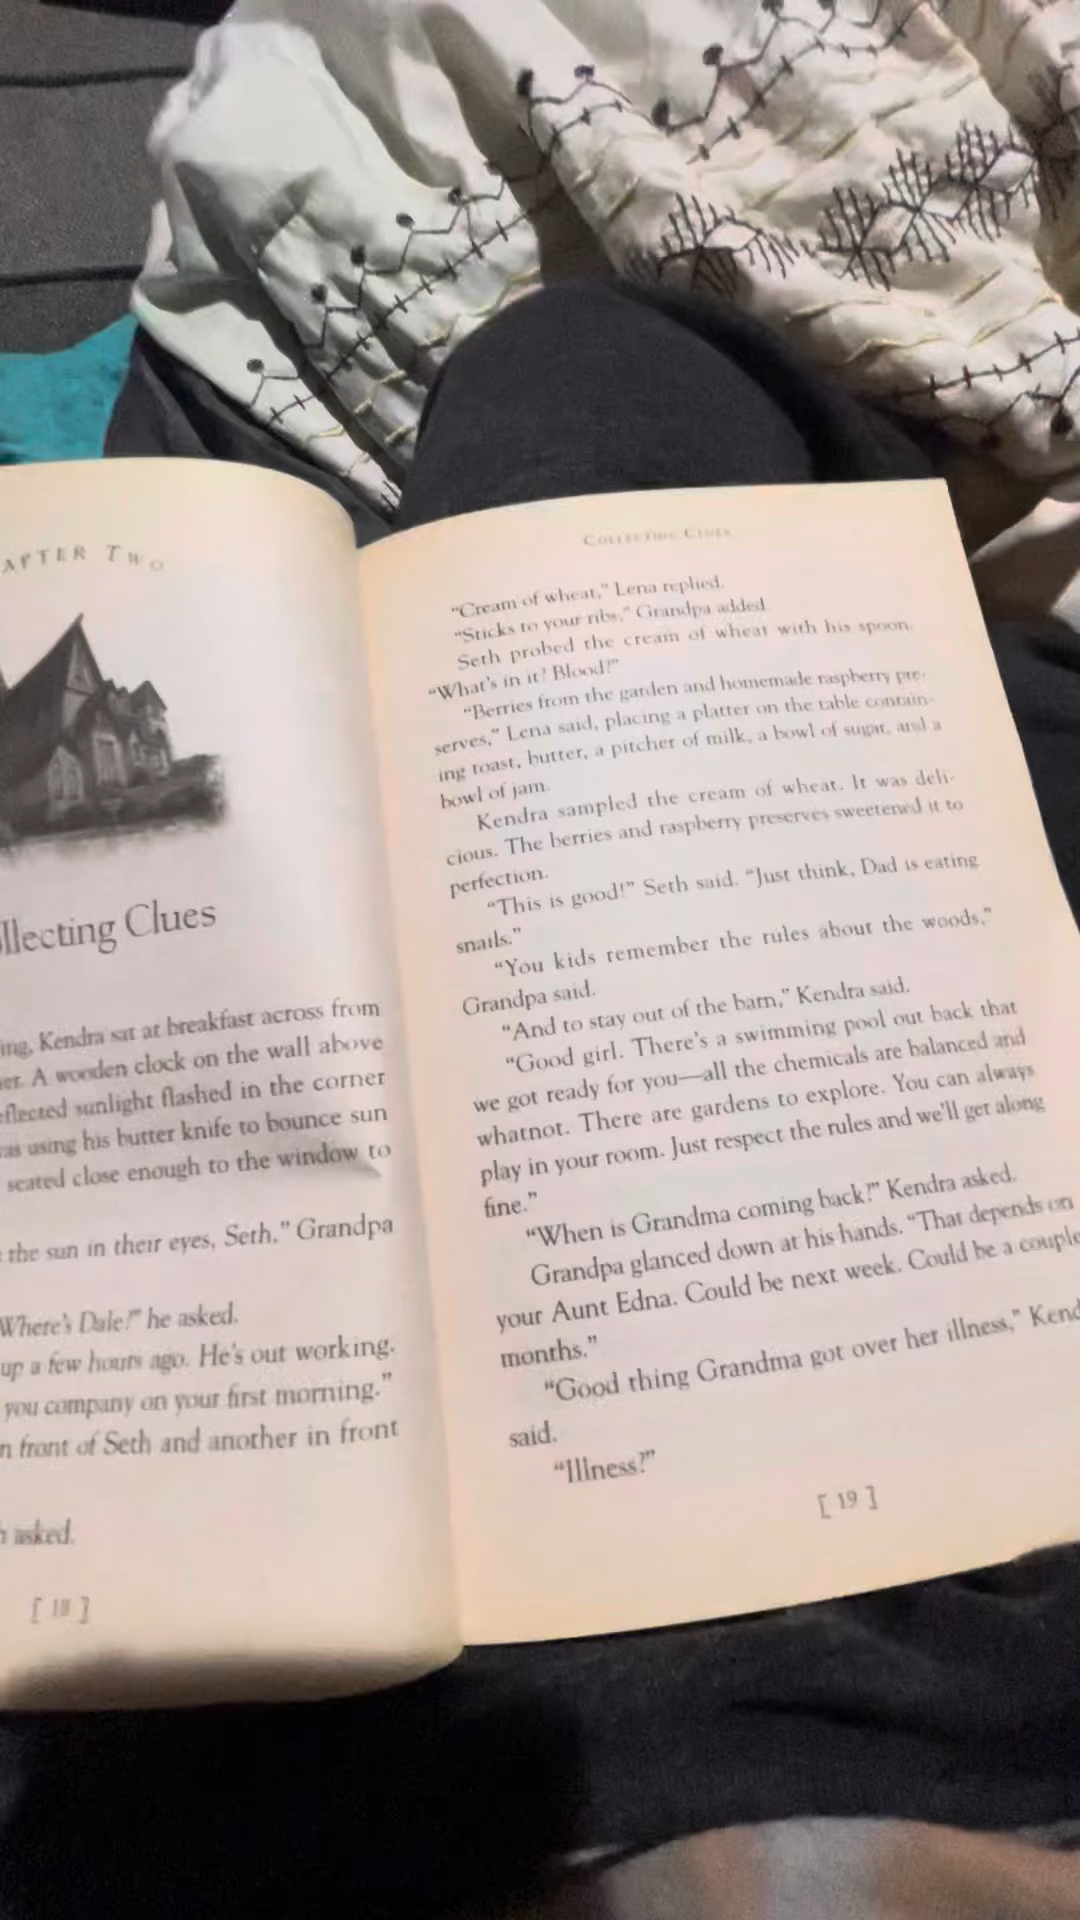 APTER TWO
llecting Clues
ing, Kendra sat at breakfast across from
er. A wooden clock on the wall above
eflected sunlight flashed in the corner
as using his butter knife to bounce sun
seated close enough to the window to
the sun in their eyes, Seth," Grandpa
Where's Dale?" he asked.
up a few hours ago. He's out working.
you company on your first morning."
n front of Seth and another in front
h asked.
[ 18 ]
COLLECTING CLUES
"Cream of wheat," Lena replied.
"Sticks to your ribs," Grandpa added.
Seth probed the cream of wheat with his spoon.
"What's in it? Blood?"
"Berries from the garden and homemade raspberry pre-
serves," Lena said, placing a platter on the table contain-
ing toast, butter, a pitcher of milk, a bowl of sugar, and a
bowl of jam.
Kendra sampled the cream of wheat. It was deli-
cious. The berries and raspberry preserves sweetened it to
perfection.
"This is good!" Seth said. "Just think, Dad is eating
snails."
"You kids remember the rules about the woods,"
Grandpa said.
"And to stay out of the barn," Kendra said.
"Good girl. There's a swimming pool out back that
we got ready for you—all the chemicals are balanced and
whatnot. There are gardens to explore. You can always
play in your room. Just respect the rules and we'll get along
fine."
"When is Grandma coming back?" Kendra asked.
Grandpa glanced down at his hands. "That depends on
your Aunt Edna. Could be next week. Could be a couple
months."
"Good thing Grandma got over her illness," Kend
said.
"Illness?"
[ 19 ]